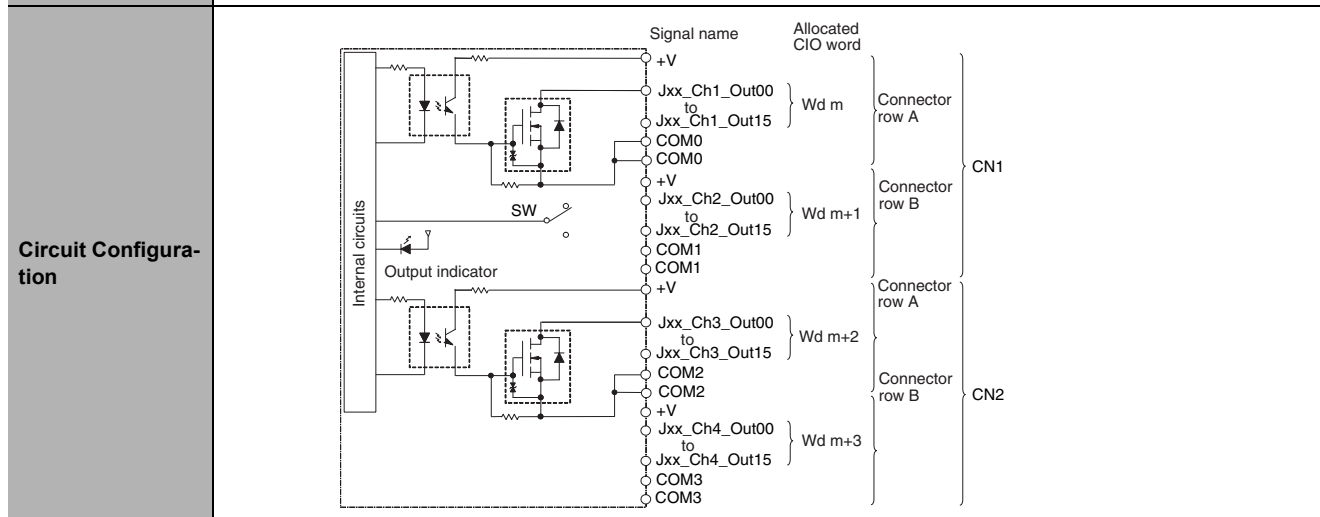 Circuit Configura-
tion
Signal name
Allocated
CIO word
+V
Jxx_Ch1_Out00
to
Jxx_Ch1_Out15
Wd m
Connector
row A
COM0
COM0
CN1
+V
Jxx_Ch2_Out00
to
Jxx_Ch2_Out15
Wd m+1
Connector
row B
COM1
COM1
SW
Internal circuits
Output indicator
+V
Connector
row A
Jxx_Ch3_Out00
to
Jxx_Ch3_Out15
Wd m+2
COM2
COM2
Connector
row B
CN2
+V
Jxx_Ch4_Out00
to
Jxx_Ch4_Out15
Wd m+3
COM3
COM3